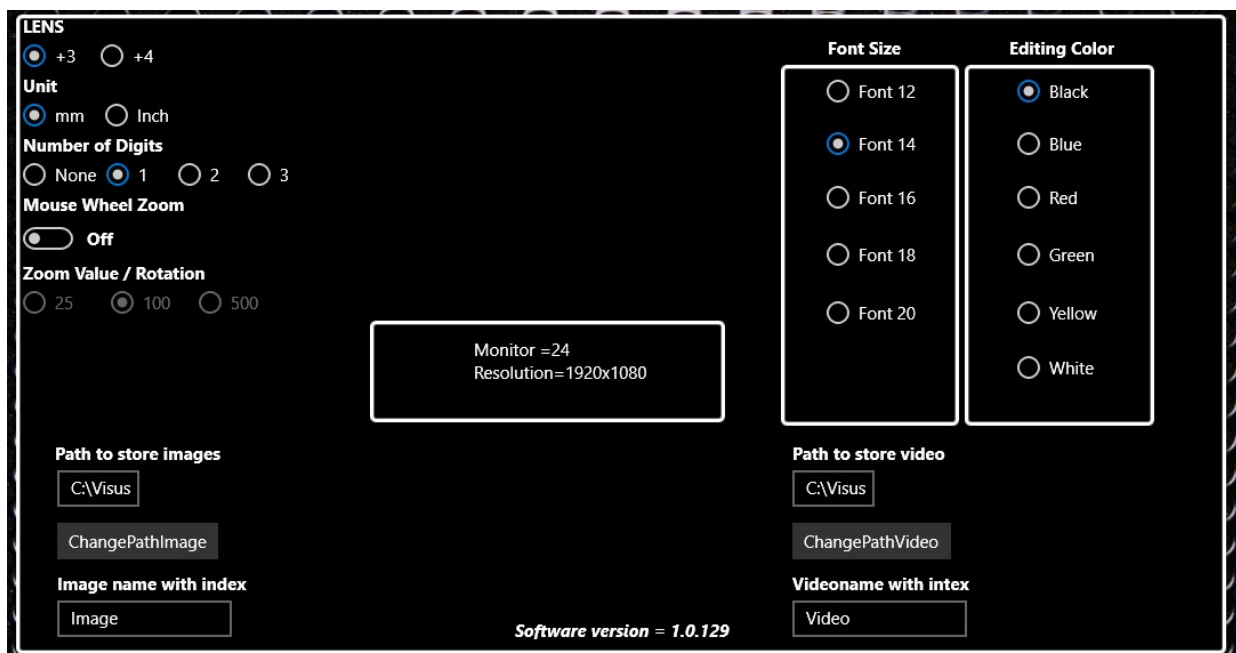 LENS
+3 +4
Unit
mm Inch
Number of Digits
None 1 2 3
Mouse Wheel Zoom
Off
Zoom Value / Rotation
25 100 500
Monitor =24
Resolution=1920x1080
Font Size
Font 12
Font 14
Font 16
Font 18
Font 20
Editing Color
Black
Blue
Red
Green
Yellow
White
Path to store images
C:\Visus
ChangePathImage
Image name with index
Image
Software version = 1.0.129
Path to store video
C:\Visus
ChangePathVideo
Videoname with intex
Video